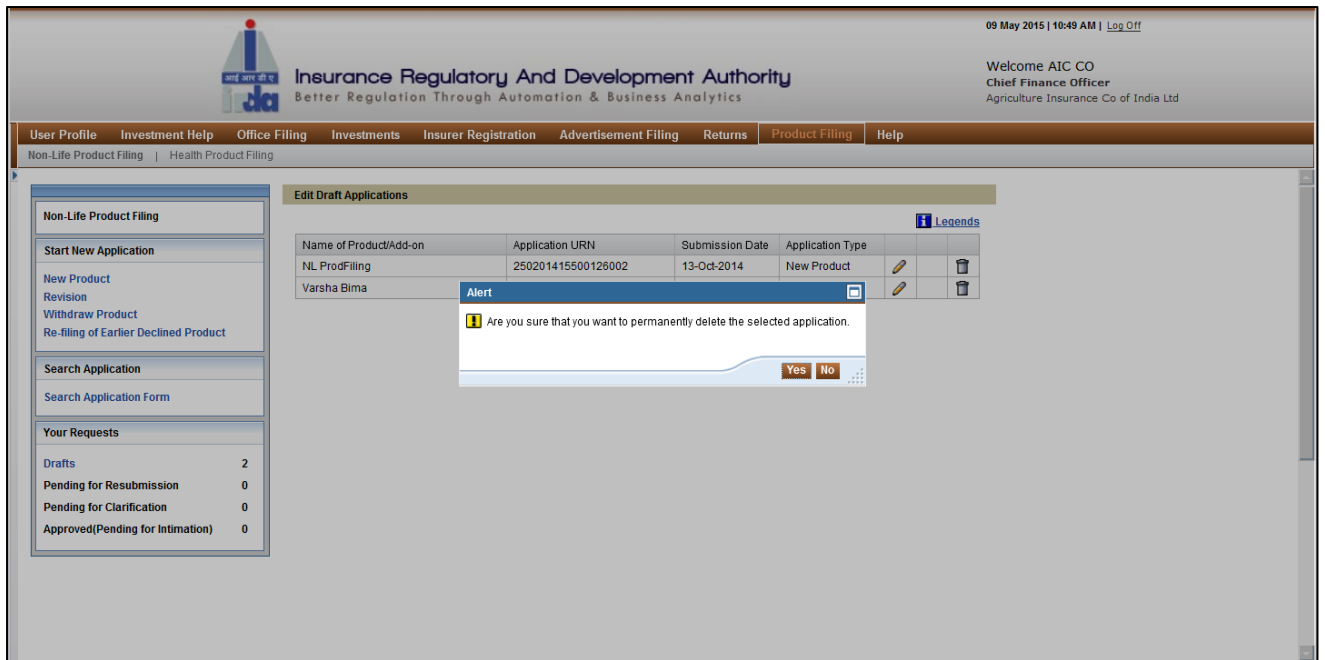 09 May 2015 | 10:49 AM | Log Off
आई आर डी ए
irda
Insurance Regulatory And Development Authority
Better Regulation Through Automation & Business Analytics
Welcome AIC CO
Chief Finance Officer
Agriculture Insurance Co of India Ltd
User Profile Investment Help Office Filing Investments Insurer Registration Advertisement Filing Returns Product Filing Help
Non-Life Product Filing | Health Product Filing
Non-Life Product Filing
Start New Application
New Product
Revision
Withdraw Product
Re-filing of Earlier Declined Product
Search Application
Search Application Form
Your Requests
Drafts 2
Pending for Resubmission 0
Pending for Clarification 0
Approved(Pending for Intimation) 0
Edit Draft Applications
Legends
Name of Product/Add-on Application URN Submission Date Application Type
NL ProdFiling 250201415500126002 13-Oct-2014 New Product
Varsha Bima
Alert
Are you sure that you want to permanently delete the selected application.
Yes No